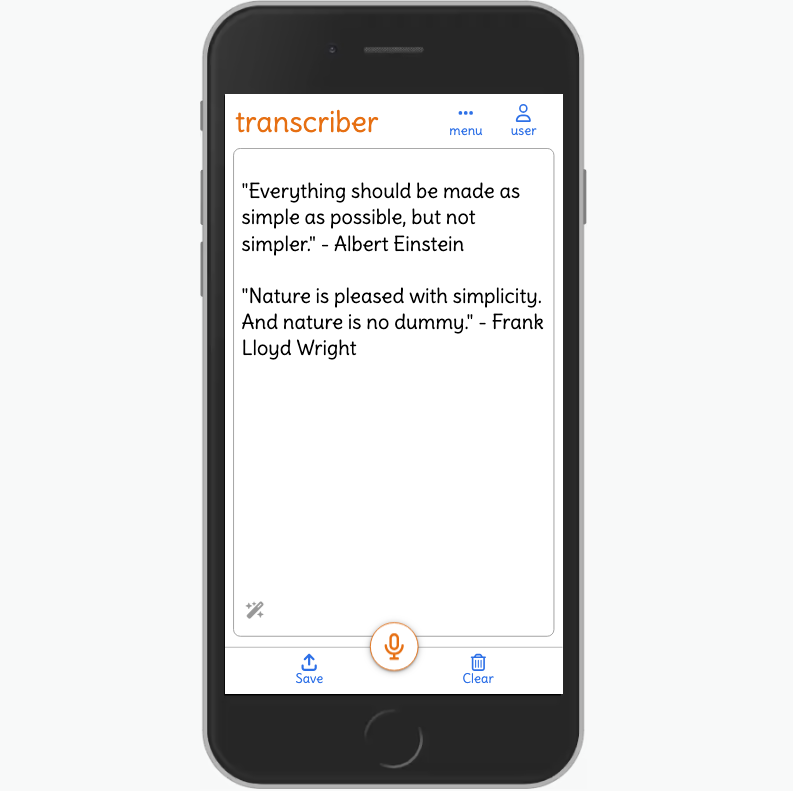 transcriber
menu
user
"Everything should be made as
simple as possible, but not
simpler." - Albert Einstein
"Nature is pleased with simplicity.
And nature is no dummy." - Frank
Lloyd Wright
Save
Clear